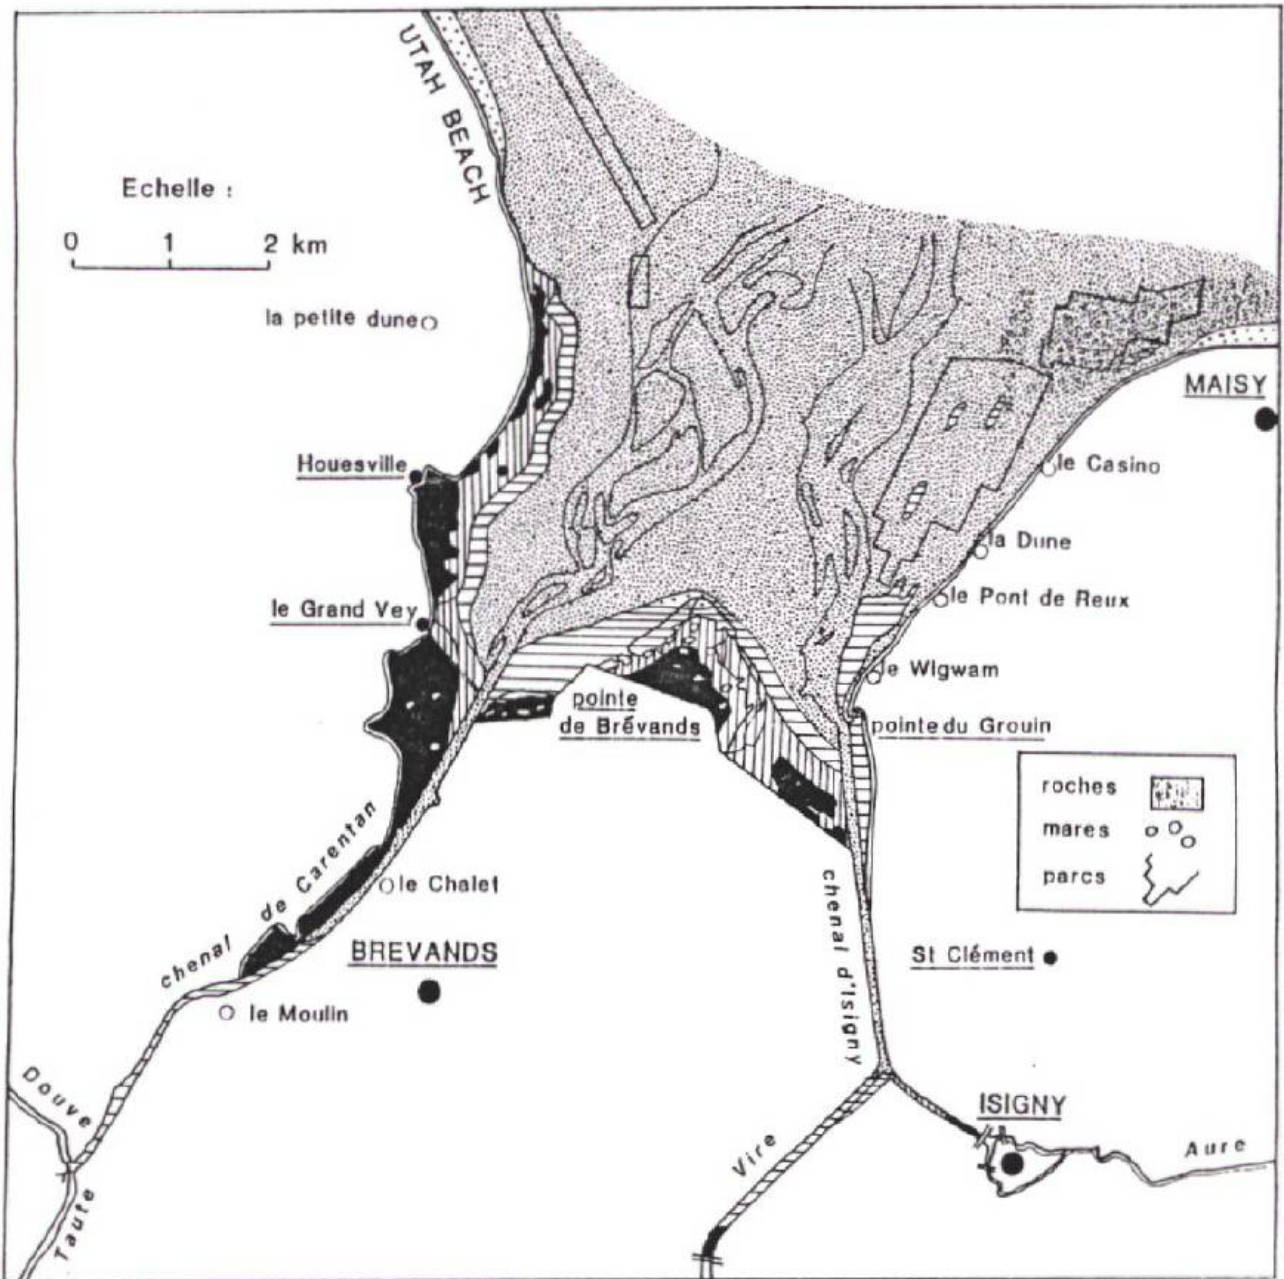 UTAH BEACH
Echelle :
0 1 2 km
la petite dune
MAISY
Houesville
le Casino
la Dune
le Grand Vey
le Pont de Reux
le Wigwam
pointe
de Brévands
pointe du Grouin
roches
mares
parcs
chenal de Carentan
le Chalet
chenal d'Isigny
BREVANDS
St Clément
le Moulin
Douve
ISIGNY
Vire
Aure
Taute